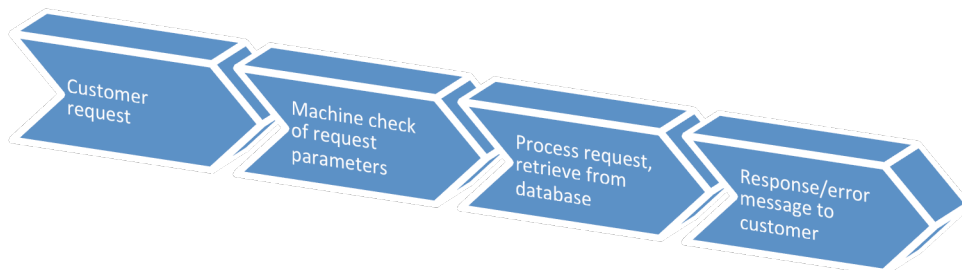 Customer
request
Machine check
of request
parameters
Process request,
retrieve from
database
Response/error
message to
customer